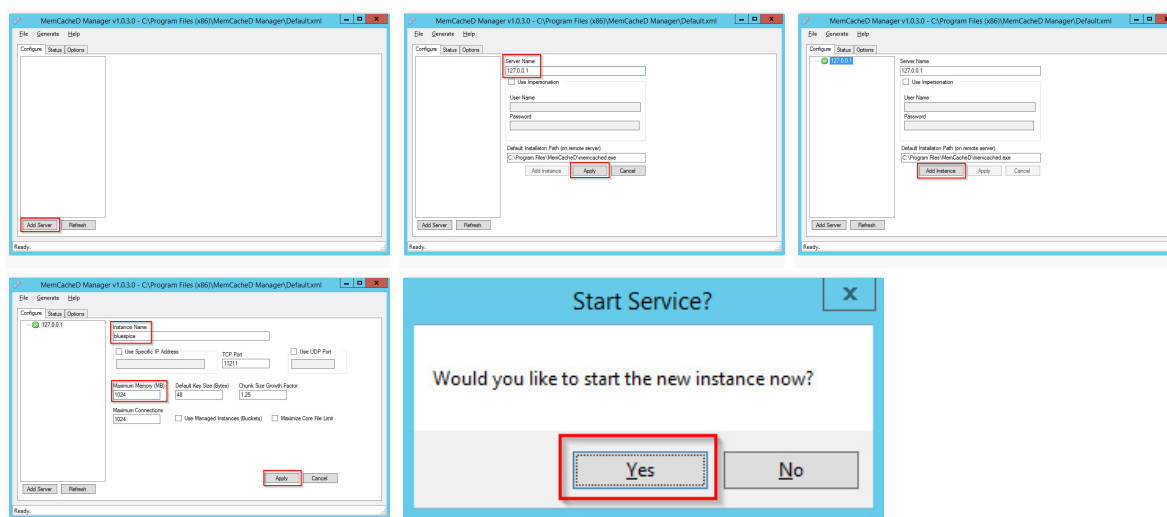 MemCacheD Manager v1.0.3.0 - C:\Program Files (x86)\MemCacheD Manager\Default.xml
File Generate Help
Configure Status Options
Add Server Refresh
Ready.
MemCacheD Manager v1.0.3.0 - C:\Program Files (x86)\MemCacheD Manager\Default.xml
File Generate Help
Configure Status Options
Server Name
127.0.0.1
Use Impersonation
User Name
Password
Default Installaton Path (on remote server)
C:\Program Files\MemCacheD\memcached.exe
Add Instance Apply Cancel
Add Server Refresh
Ready.
MemCacheD Manager v1.0.3.0 - C:\Program Files (x86)\MemCacheD Manager\Default.xml
File Generate Help
Configure Status Options
127.0.0.1
Server Name
127.0.0.1
Use Impersonation
User Name
Password
Default Installaton Path (on remote server)
C:\Program Files\MemCacheD\memcached.exe
Add Instance Apply Cancel
Add Server Refresh
Ready.
MemCacheD Manager v1.0.3.0 - C:\Program Files (x86)\MemCacheD Manager\Default.xml
File Generate Help
Configure Status Options
127.0.0.1
Instance Name
bluespice
Use Specific IP Address TCP Port Use UDP Port
11211
Maximum Memory (MB) Default Key Size (Bytes) Chunk Size Growth Factor
1024 48 1.25
Maximum Connections
1024 Use Managed Instances (Buckets) Maximize Core File Limit
Apply Cancel
Add Server Refresh
Ready.
Start Service?
x
Would you like to start the new instance now?
Yes No